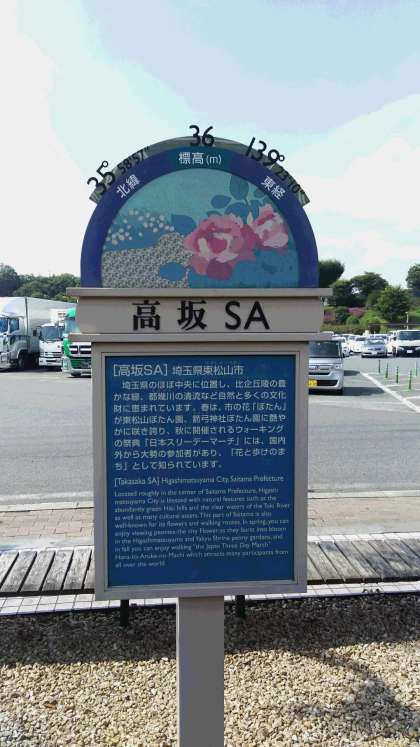 36
35° 58'57"
139° 23'10"
標高(m)
北緯
東経
高坂 SA
[高坂SA] 埼玉県東松山市
埼玉県のほぼ中央に位置し、比企丘陵の豊
かな緑、都幾川の清流など自然と多くの文化
財に恵まれています。春は、市の花「ぼたん」
が東松山ぼたん園、箭弓神社ぼたん園に艶や
かに咲き誇り、秋に開催されるウォーキング
の祭典「日本スリーデーマーチ」には、国内
外から大勢の参加者があり、「花と歩けのま
ち」として知られています。
[Takasaka SA] Higashimatsuyama City, Saitama Prefecture
Located roughly in the center of Saitama Prefecture, Higashi
matsuyama City is blessed with natural features such as the
abundantly green Hiki hills and the clear waters of the Toki River
as well as many cultural assets. This part of Saitama is also
well-known for its flowers and walking routes. In spring, you can
enjoy viewing peonies the city Flower, as they burst into bloom
in the Higashimatsuyama and Yakyu Shrine peony gardens, and
in fall you can enjoy walking "the Japan Three Day March"
Hana-to-Aruke-no-Machi which attracts many participants from
all over the world.